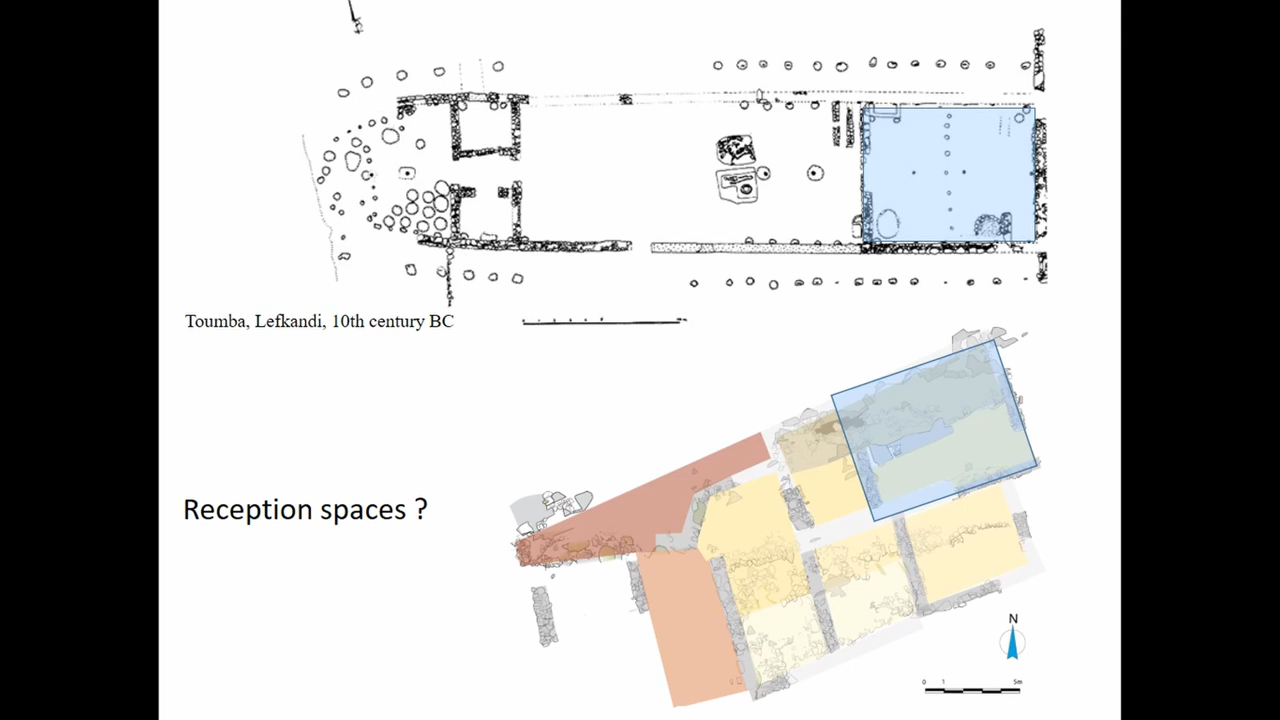 Toumba, Lefkandi, 10th century BC
Reception spaces ?
N
0 1 5m